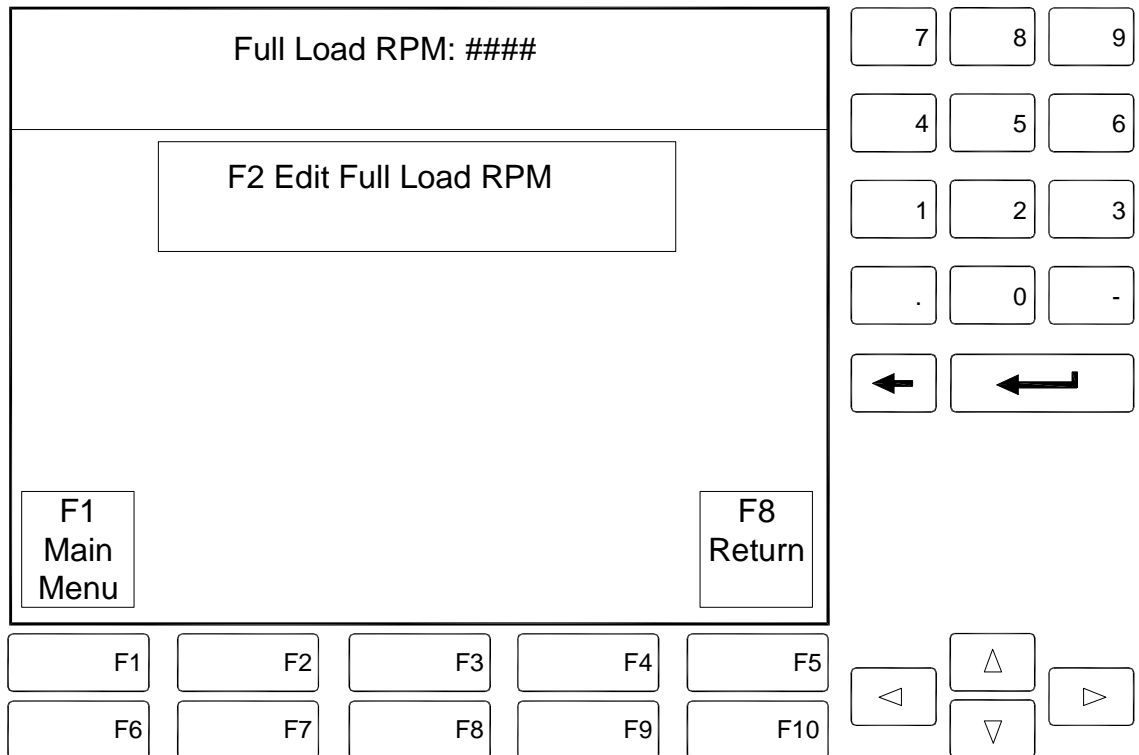 Full Load RPM: ####
F2 Edit Full Load RPM
F1
Main
Menu
F8
Return
7 8 9
4 5 6
1 2 3
. 0 -
F1 F2 F3 F4 F5
F6 F7 F8 F9 F10